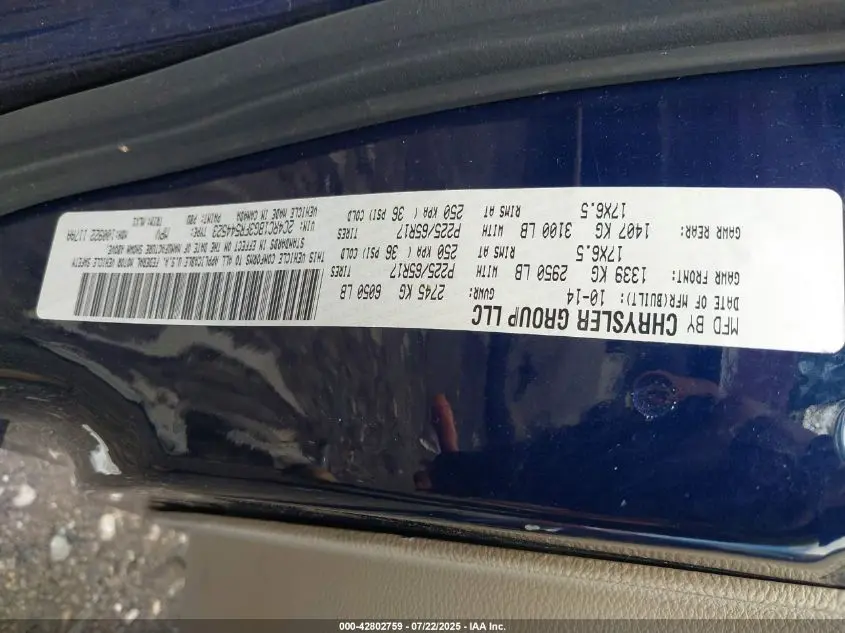 MFD BY CHRYSLER GROUP LLC
DATE OF MFR(BUILT): 10-14 GVWR: 2745 KG 6050 LB
GAWR FRONT: 1339 KG 2950 LB WITH P225/65R17 TIRES
17X6.5 RIMS AT 250 KPA ( 36 PSI) COLD
GAWR REAR: 1407 KG 3100 LB WITH P225/65R17 TIRES
17X6.5 RIMS AT 250 KPA ( 36 PSI) COLD
THIS VEHICLE CONFORMS TO ALL APPLICABLE U.S.A. FEDERAL MOTOR VEHICLE SAFETY
STANDARDS IN EFFECT ON THE DATE OF MANUFACTURE SHOWN ABOVE.
VIN: 2C4RC1BG3FR544523 TYPE: MPV
VEHICLE MADE IN CANADA PAINT: PBU TRIM: HLX3
000-42802759 / 07/22/2025 - IAA Inc.